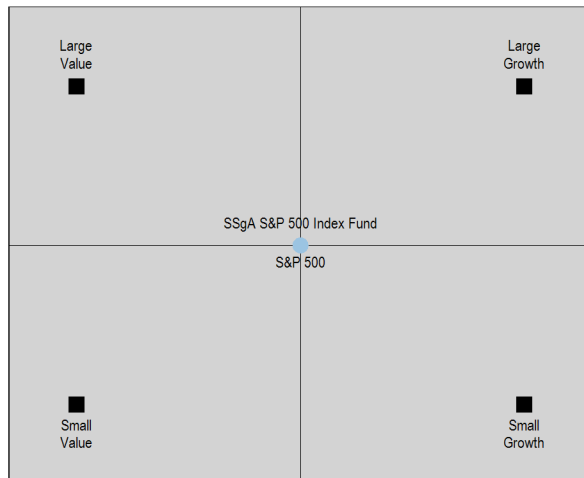 Large
Value
Large
Growth
SSgA S&P 500 Index Fund
S&P 500
Small
Value
Small
Growth